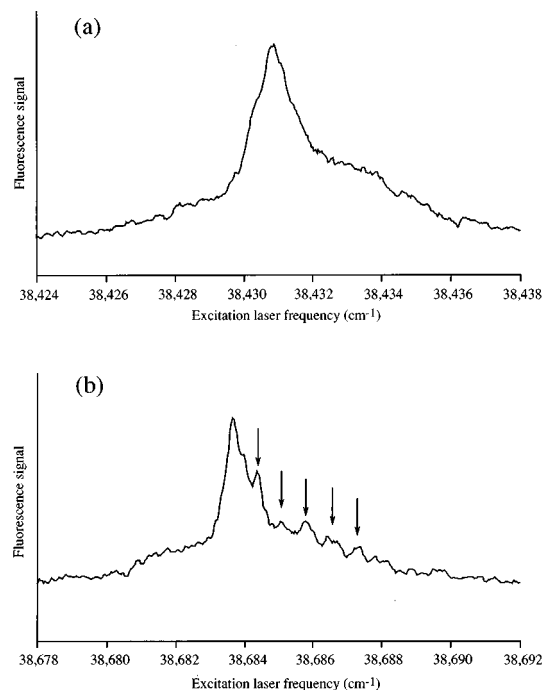 (a)
Fluorescence signal
38,424 38,426 38,428 38,430 38,432 38,434 38,436 38,438
Excitation laser frequency (cm-1)
(b)
Fluorescence signal
38,678 38,680 38,682 38,684 38,686 38,688 38,690 38,692
Excitation laser frequency (cm-1)